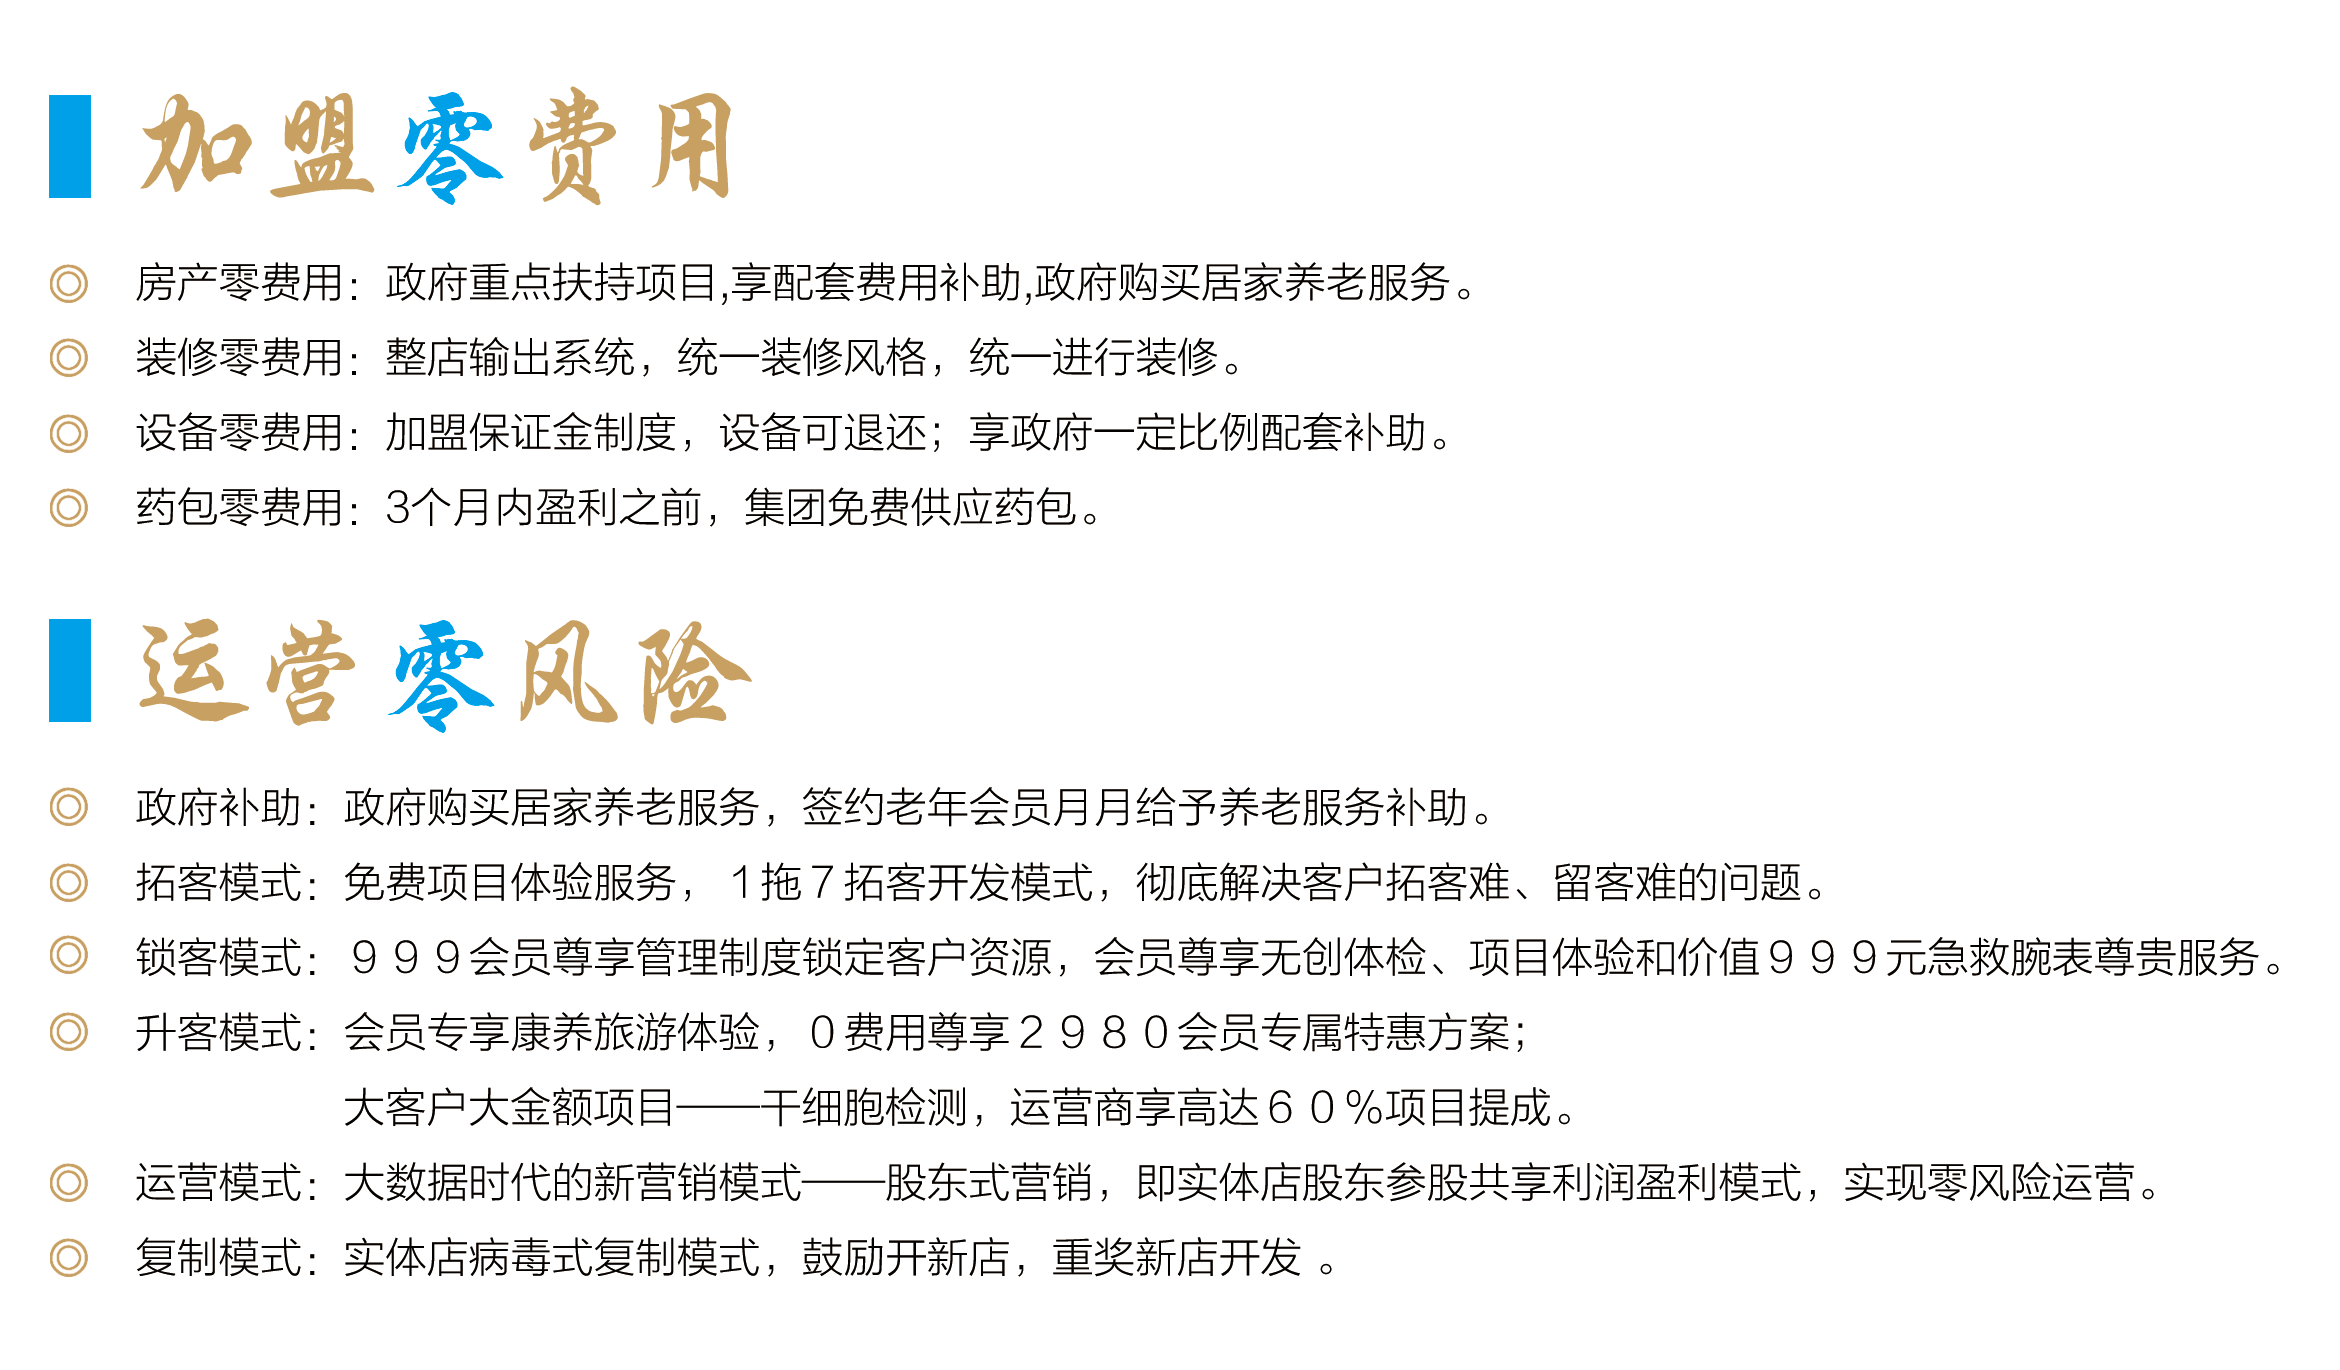 加盟零费用
◎ 房产零费用：政府重点扶持项目,享配套费用补助,政府购买居家养老服务。
◎ 装修零费用：整店输出系统，统一装修风格，统一进行装修。
◎ 设备零费用：加盟保证金制度，设备可退还；享政府一定比例配套补助。
◎ 药包零费用：3个月内盈利之前，集团免费供应药包。
运营零风险
◎ 政府补助：政府购买居家养老服务，签约老年会员月月给予养老服务补助。
◎ 拓客模式：免费项目体验服务，１拖７拓客开发模式，彻底解决客户拓客难、留客难的问题。
◎ 锁客模式：９９９会员尊享管理制度锁定客户资源，会员尊享无创体检、项目体验和价值９９９元急救腕表尊贵服务。
◎ 升客模式：会员专享康养旅游体验，０费用尊享２９８０会员专属特惠方案；
大客户大金额项目——干细胞检测，运营商享高达６０％项目提成。
◎ 运营模式：大数据时代的新营销模式——股东式营销，即实体店股东参股共享利润盈利模式，实现零风险运营。
◎ 复制模式：实体店病毒式复制模式，鼓励开新店，重奖新店开发 。